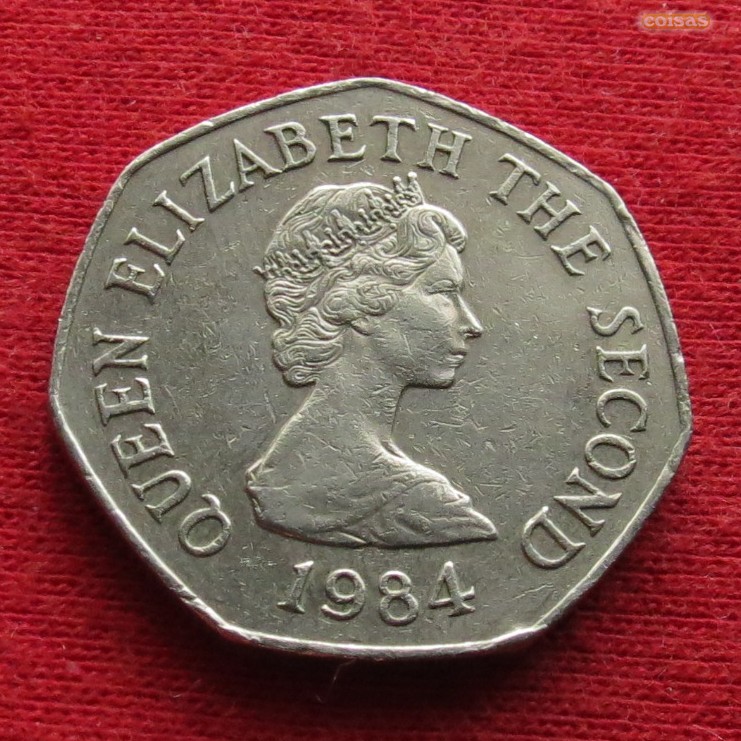 coisas
QUEEN ELIZABETH THE SECOND
1984